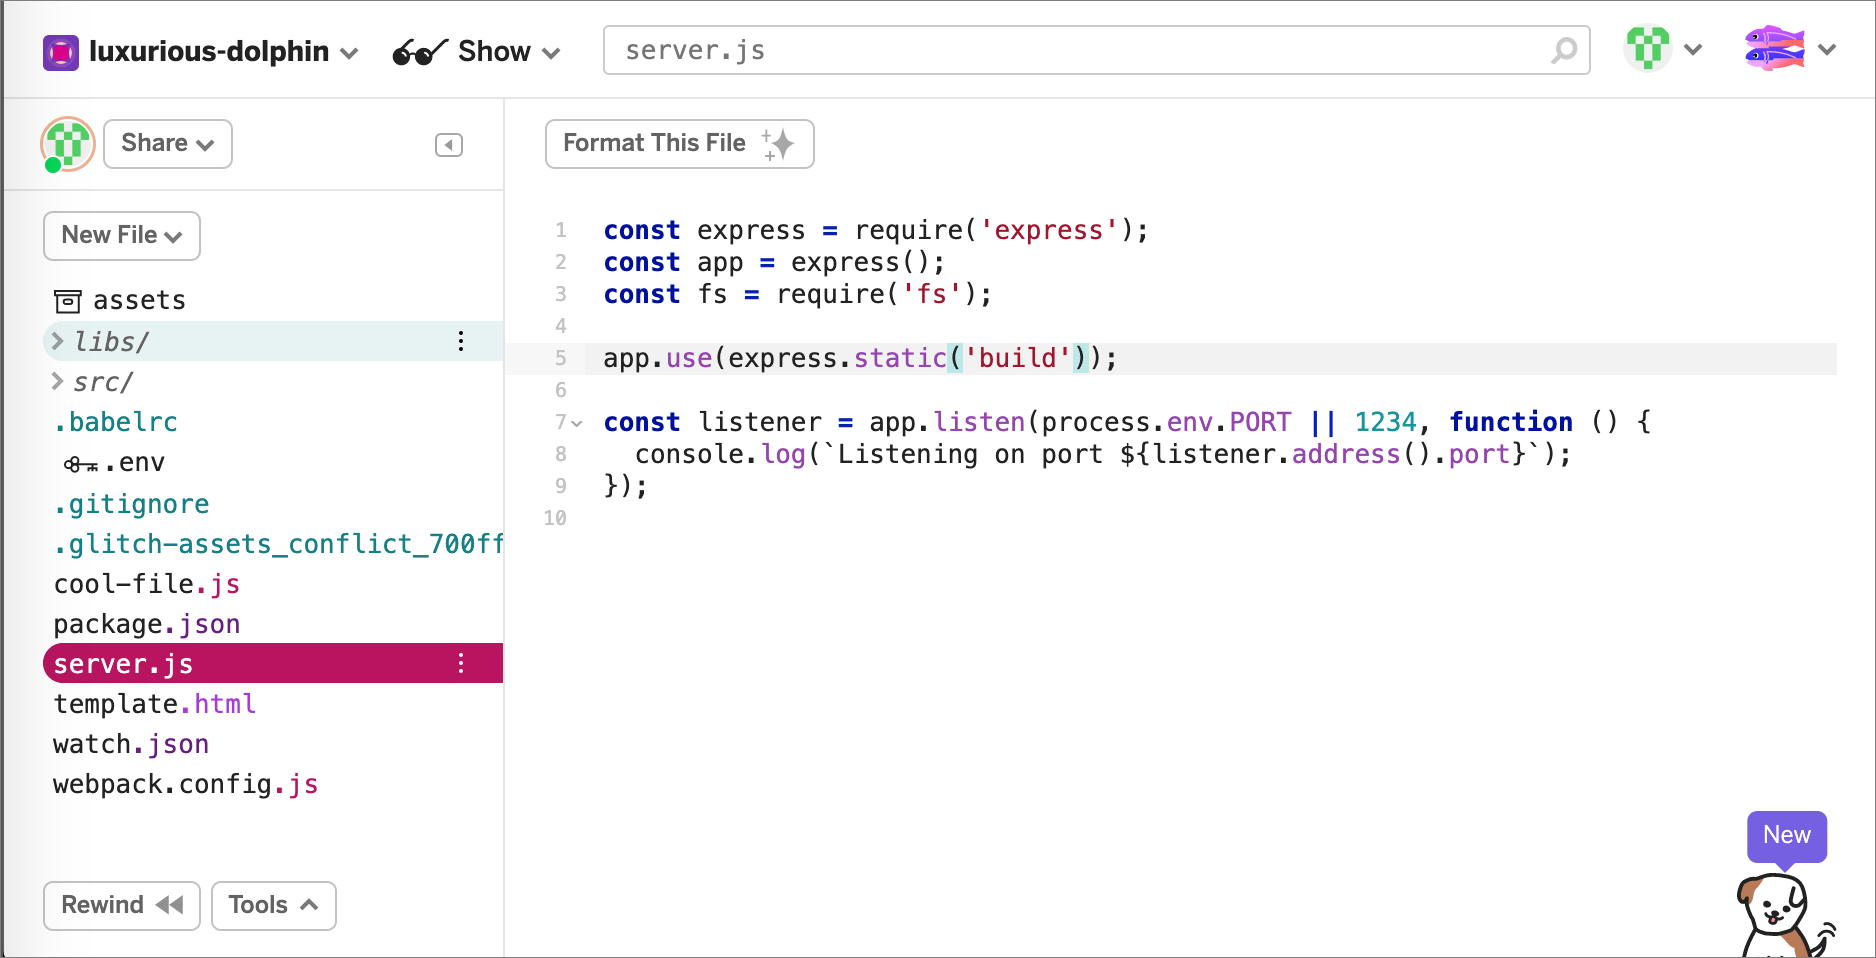 luxurious-dolphin
Show
server.js
Share
Format This File
New File
assets
libs/
src/
.babelrc
.env
.gitignore
.glitch-assets_conflict_700ff
cool-file.js
package.json
server.js
template.html
watch.json
webpack.config.js
Rewind
Tools
1 const express = require('express');
2 const app = express();
3 const fs = require('fs');
4
5 app.use(express.static('build'));
6
7 const listener = app.listen(process.env.PORT || 1234, function () {
8   console.log(`Listening on port ${listener.address().port}`);
9 });
10
New